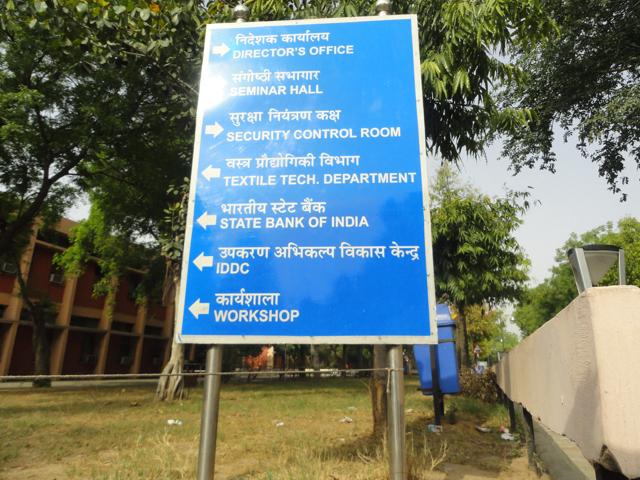 निदेशक कार्यालय
DIRECTOR'S OFFICE
संगोष्ठी सभागार
SEMINAR HALL
सुरक्षा नियंत्रण कक्ष
SECURITY CONTROL ROOM
वस्त्र प्रौद्योगिकी विभाग
TEXTILE TECH. DEPARTMENT
भारतीय स्टेट बैंक
STATE BANK OF INDIA
उपकरण अभिकल्प विकास केन्द्र
IDDC
कार्यशाला
WORKSHOP